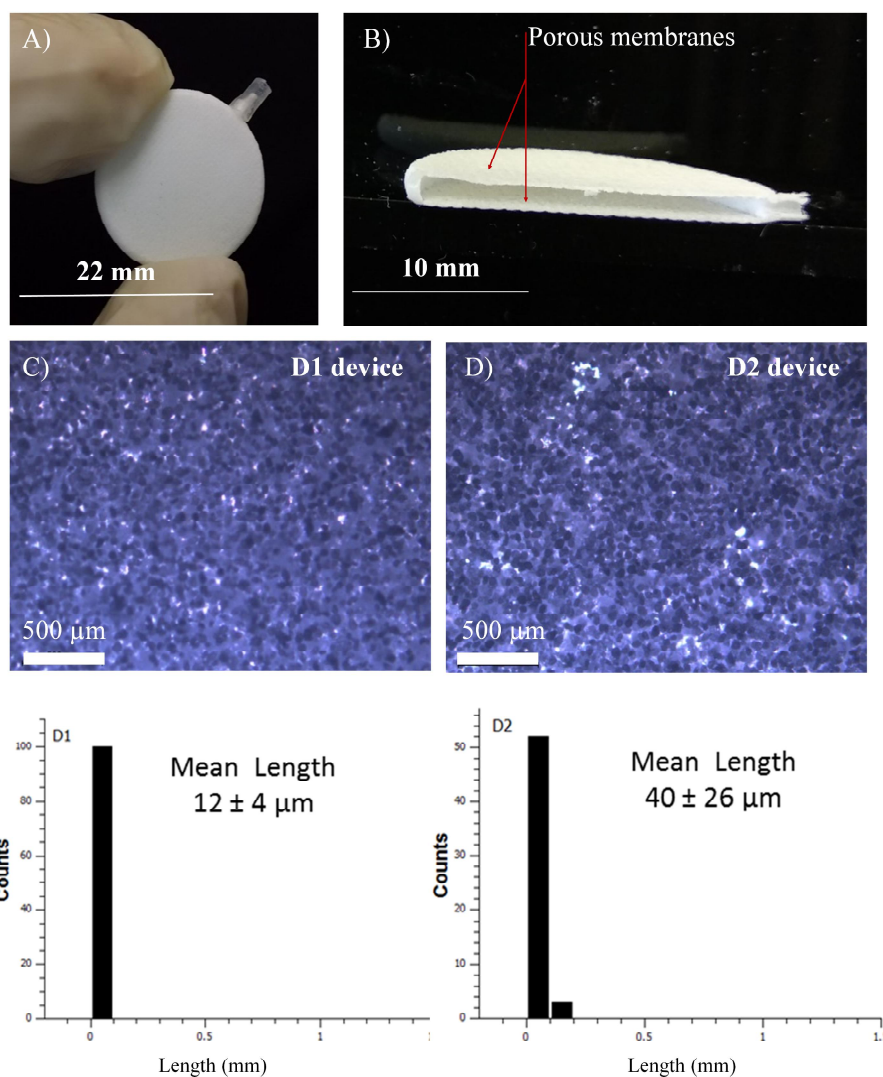 A)
22 mm
B)
Porous membranes
10 mm
C)
D1 device
500 µm
D)
D2 device
500 µm
D1
Mean Length
12 ± 4 µm
Counts
100
80
60
40
20
0
0
0.5
1
Length (mm)
D2
Mean Length
40 ± 26 µm
Counts
50
40
30
20
10
0
0
0.5
1
1.
Length (mm)